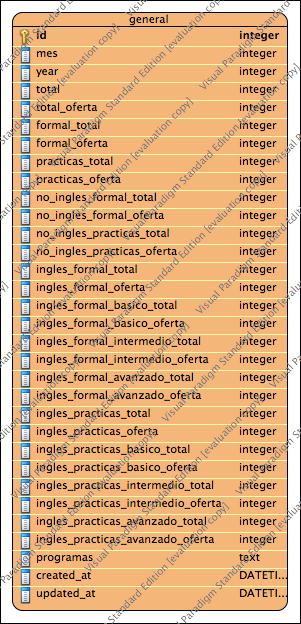 general
id integer
mes integer
year integer
total integer
total_oferta integer
formal_total integer
formal_oferta integer
practicas_total integer
practicas_oferta integer
no_ingles_formal_total integer
no_ingles_formal_oferta integer
no_ingles_practicas_total integer
no_ingles_practicas_oferta integer
ingles_formal_total integer
ingles_formal_oferta integer
ingles_formal_basico_total integer
ingles_formal_basico_oferta integer
ingles_formal_intermedio_total integer
ingles_formal_intermedio_oferta integer
ingles_formal_avanzado_total integer
ingles_formal_avanzado_oferta integer
ingles_practicas_total integer
ingles_practicas_oferta integer
ingles_practicas_basico_total integer
ingles_practicas_basico_oferta integer
ingles_practicas_intermedio_total integer
ingles_practicas_intermedio_oferta integer
ingles_practicas_avanzado_total integer
ingles_practicas_avanzado_oferta integer
programas text
created_at DATETI...
updated_at DATETI...
Visual Paradigm Standard Edition [evaluation copy]